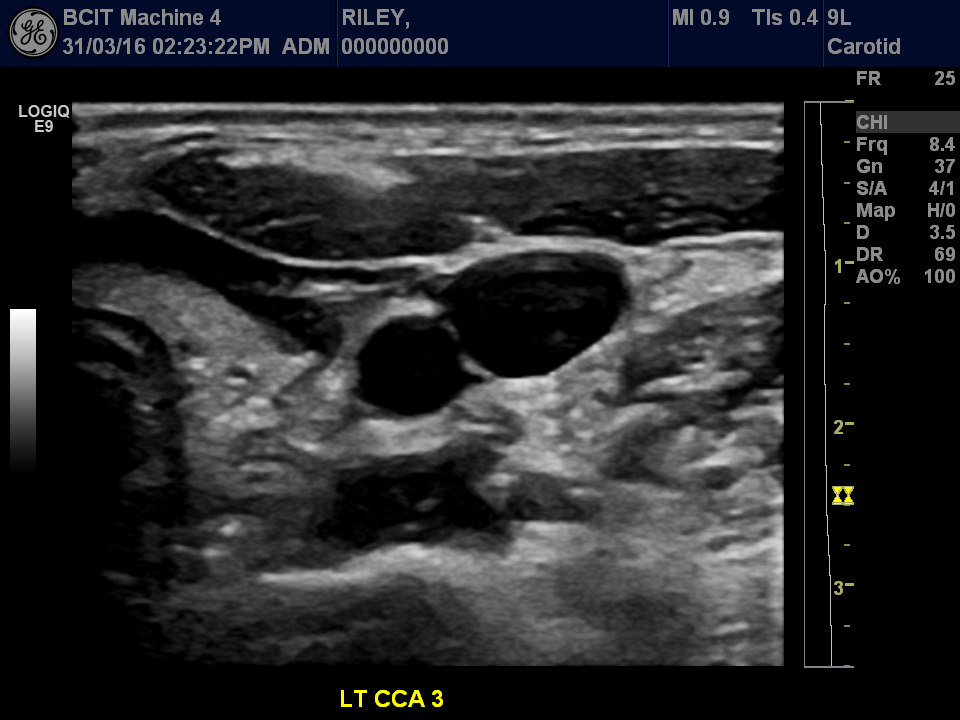 GE
BCIT Machine 4
31/03/16 02:23:22PM ADM
RILEY,
000000000
MI 0.9 TIs 0.4
9L
Carotid
LOGIQ
E9
FR 25
CHI
Frq 8.4
Gn 37
S/A 4/1
Map H/0
D 3.5
DR 69
AO% 100
1
2
3
LT CCA 3